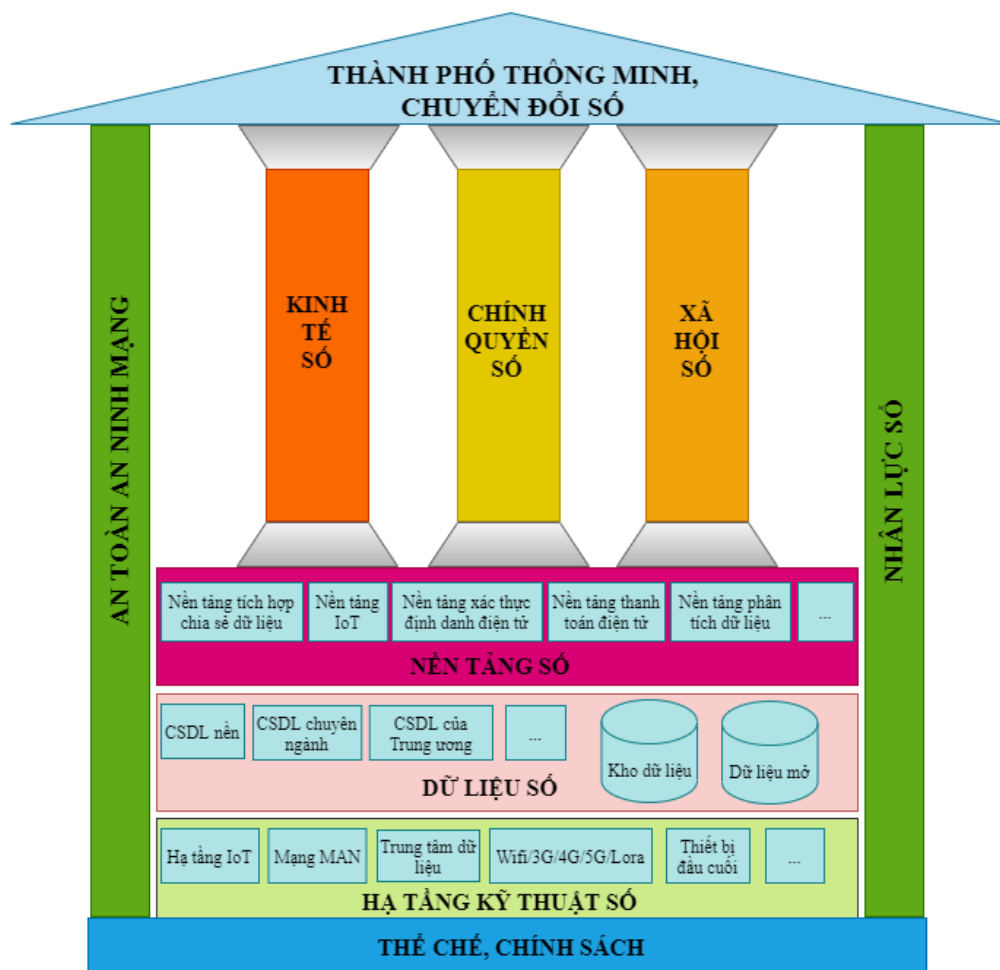 THÀNH PHỐ THÔNG MINH,
CHUYỂN ĐỔI SỐ
AN TOÀN AN NINH MẠNG
KINH
TẾ
SỐ
CHÍNH
QUYỀN
SỐ
XÃ
HỘI
SỐ
NHÂN LỰC SỐ
Nền tảng tích hợp
chia sẻ dữ liệu
Nền tảng
IoT
Nền tảng xác thực
định danh điện tử
Nền tảng thanh
toán điện tử
Nền tảng phân
tích dữ liệu
...
NỀN TẢNG SỐ
CSDL nền
CSDL chuyên
ngành
CSDL của
Trung ương
...
Kho dữ liệu
Dữ liệu mở
DỮ LIỆU SỐ
Hạ tầng IoT
Mạng MAN
Trung tâm dữ
liệu
Wifi/3G/4G/5G/Lora
Thiết bị
đầu cuối
...
HẠ TẦNG KỸ THUẬT SỐ
THỂ CHẾ, CHÍNH SÁCH